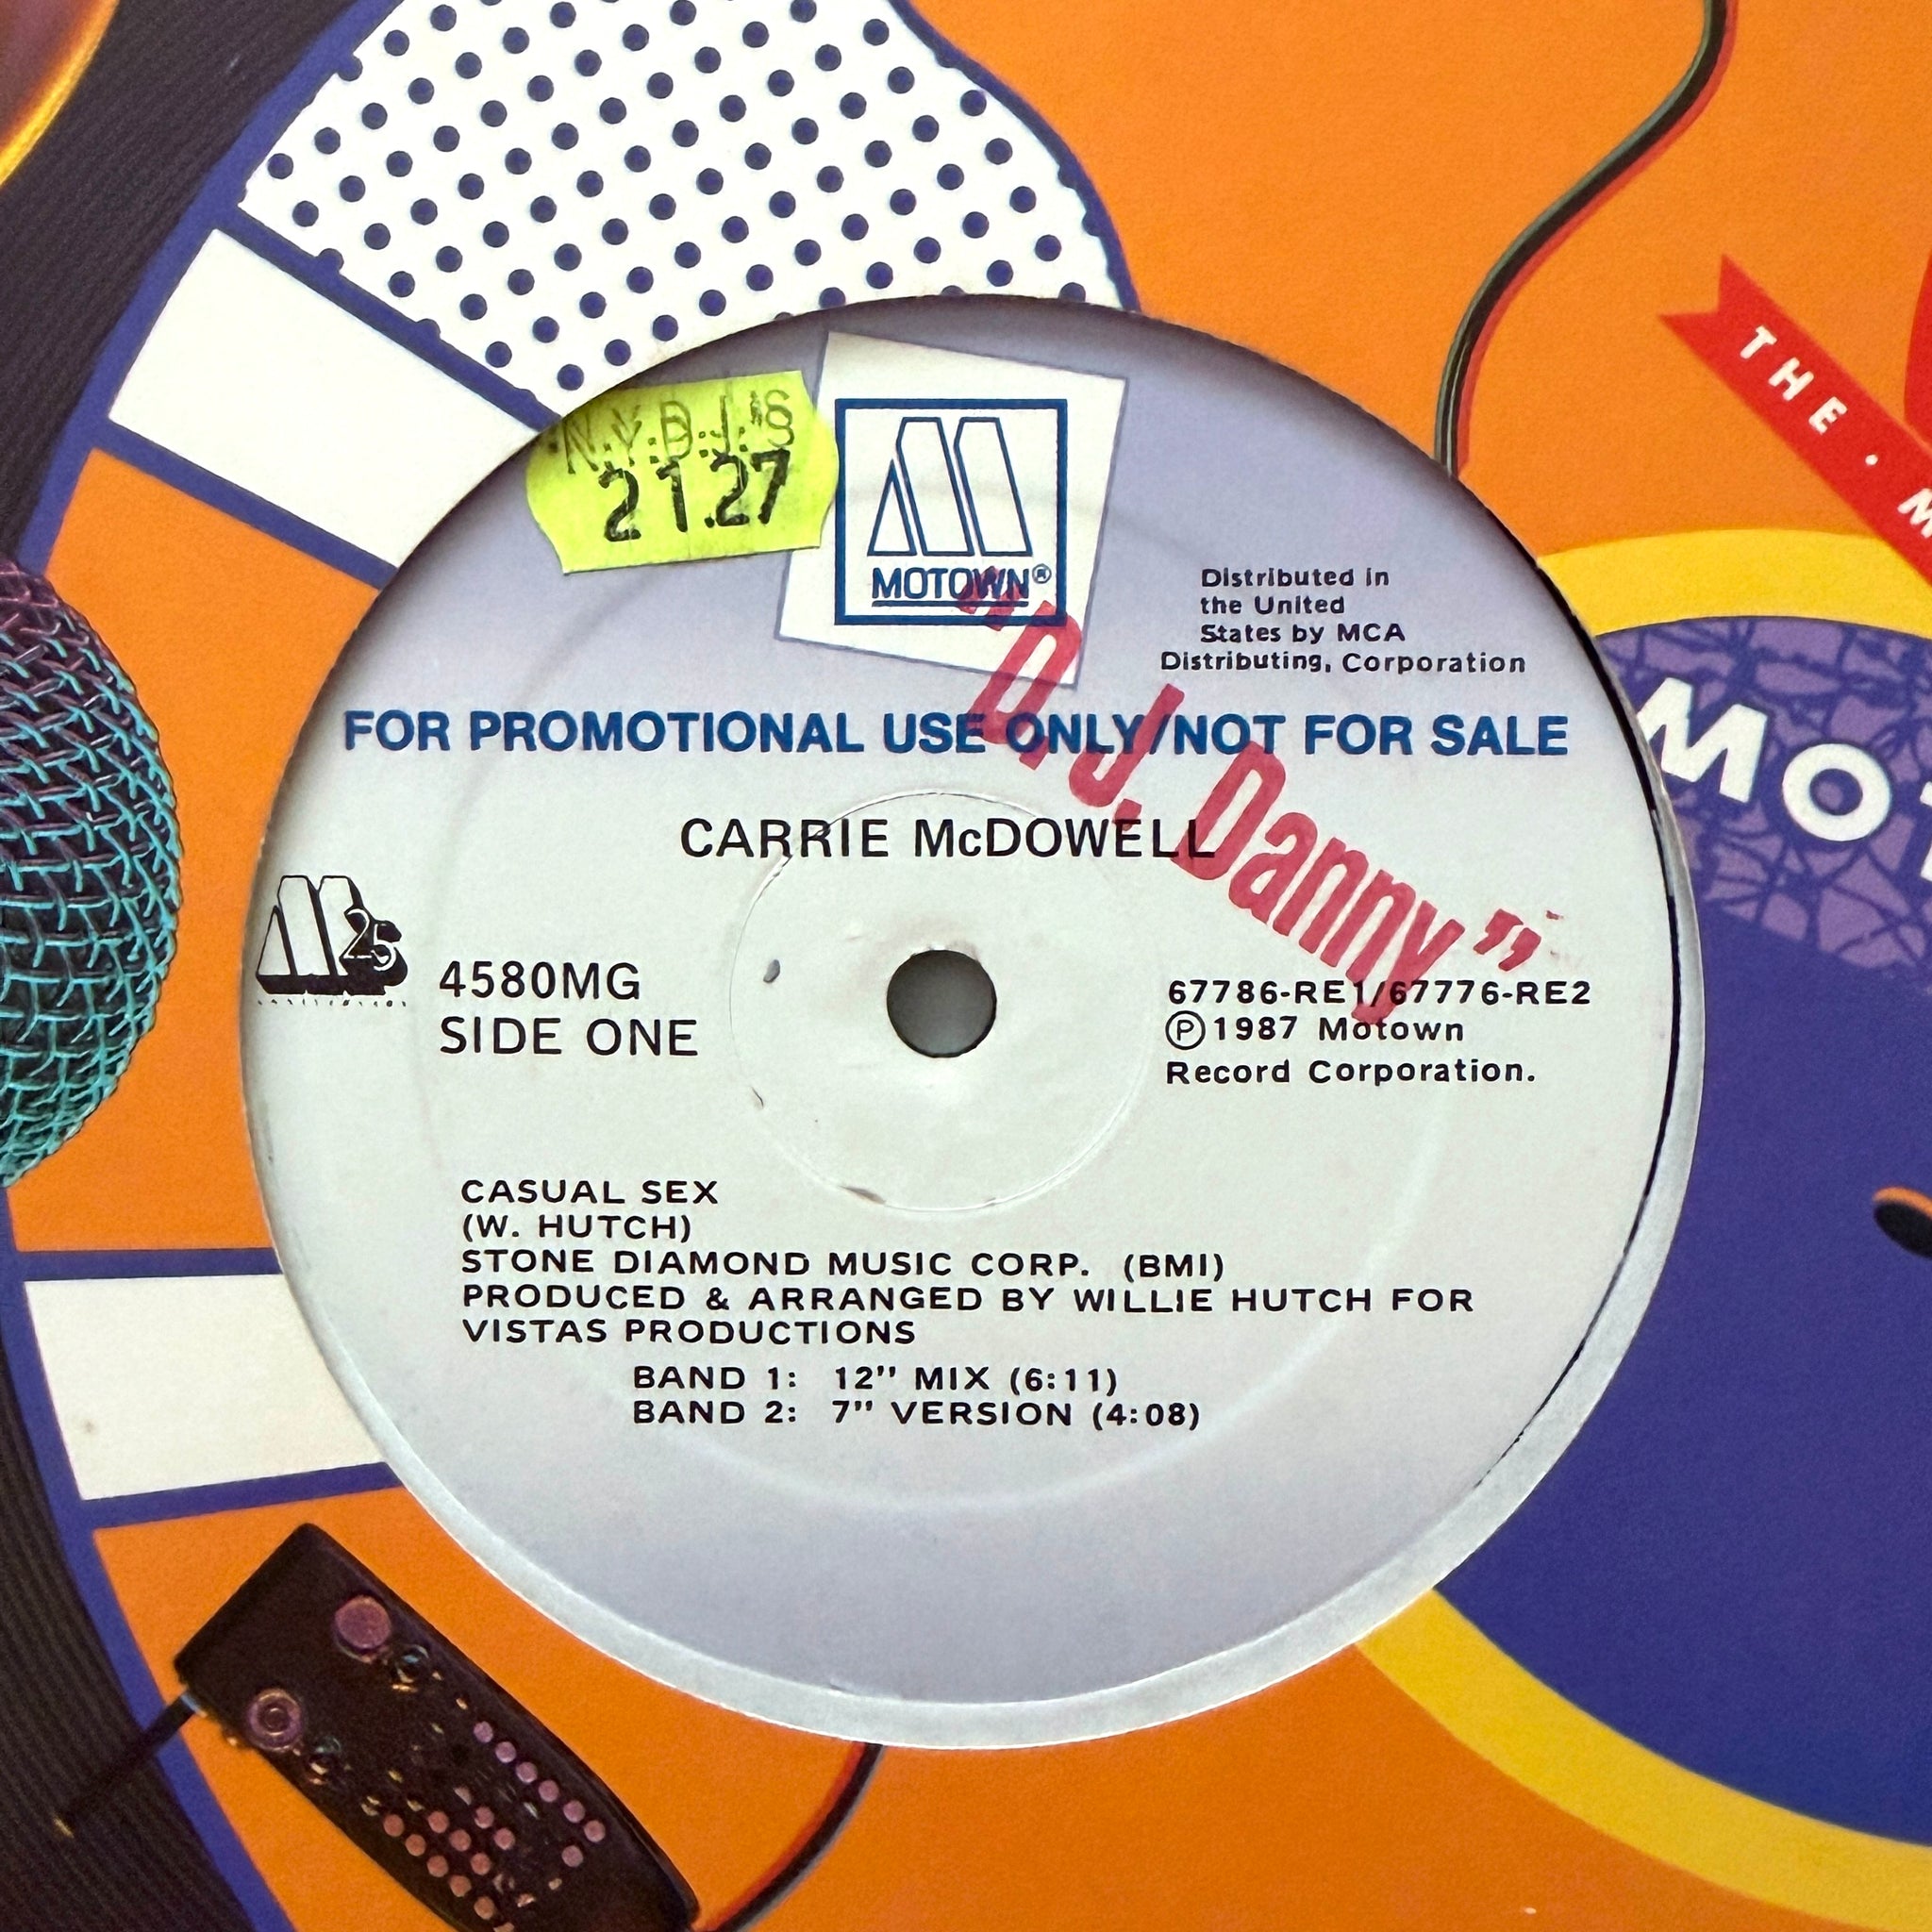 N.Y.D.J.'S
21.27
MOTOWN®
THE · M
Distributed in
the United
States by MCA
Distributing, Corporation
FOR PROMOTIONAL USE ONLY/NOT FOR SALE
MOT
"D.J. Danny"
CARRIE McDOWELL
M 25
4580MG
SIDE ONE
67786-RE1/67776-RE2
Ⓟ1987 Motown
Record Corporation.
CASUAL SEX
(W. HUTCH)
STONE DIAMOND MUSIC CORP. (BMI)
PRODUCED & ARRANGED BY WILLIE HUTCH FOR
VISTAS PRODUCTIONS
BAND 1: 12" MIX (6:11)
BAND 2: 7" VERSION (4:08)